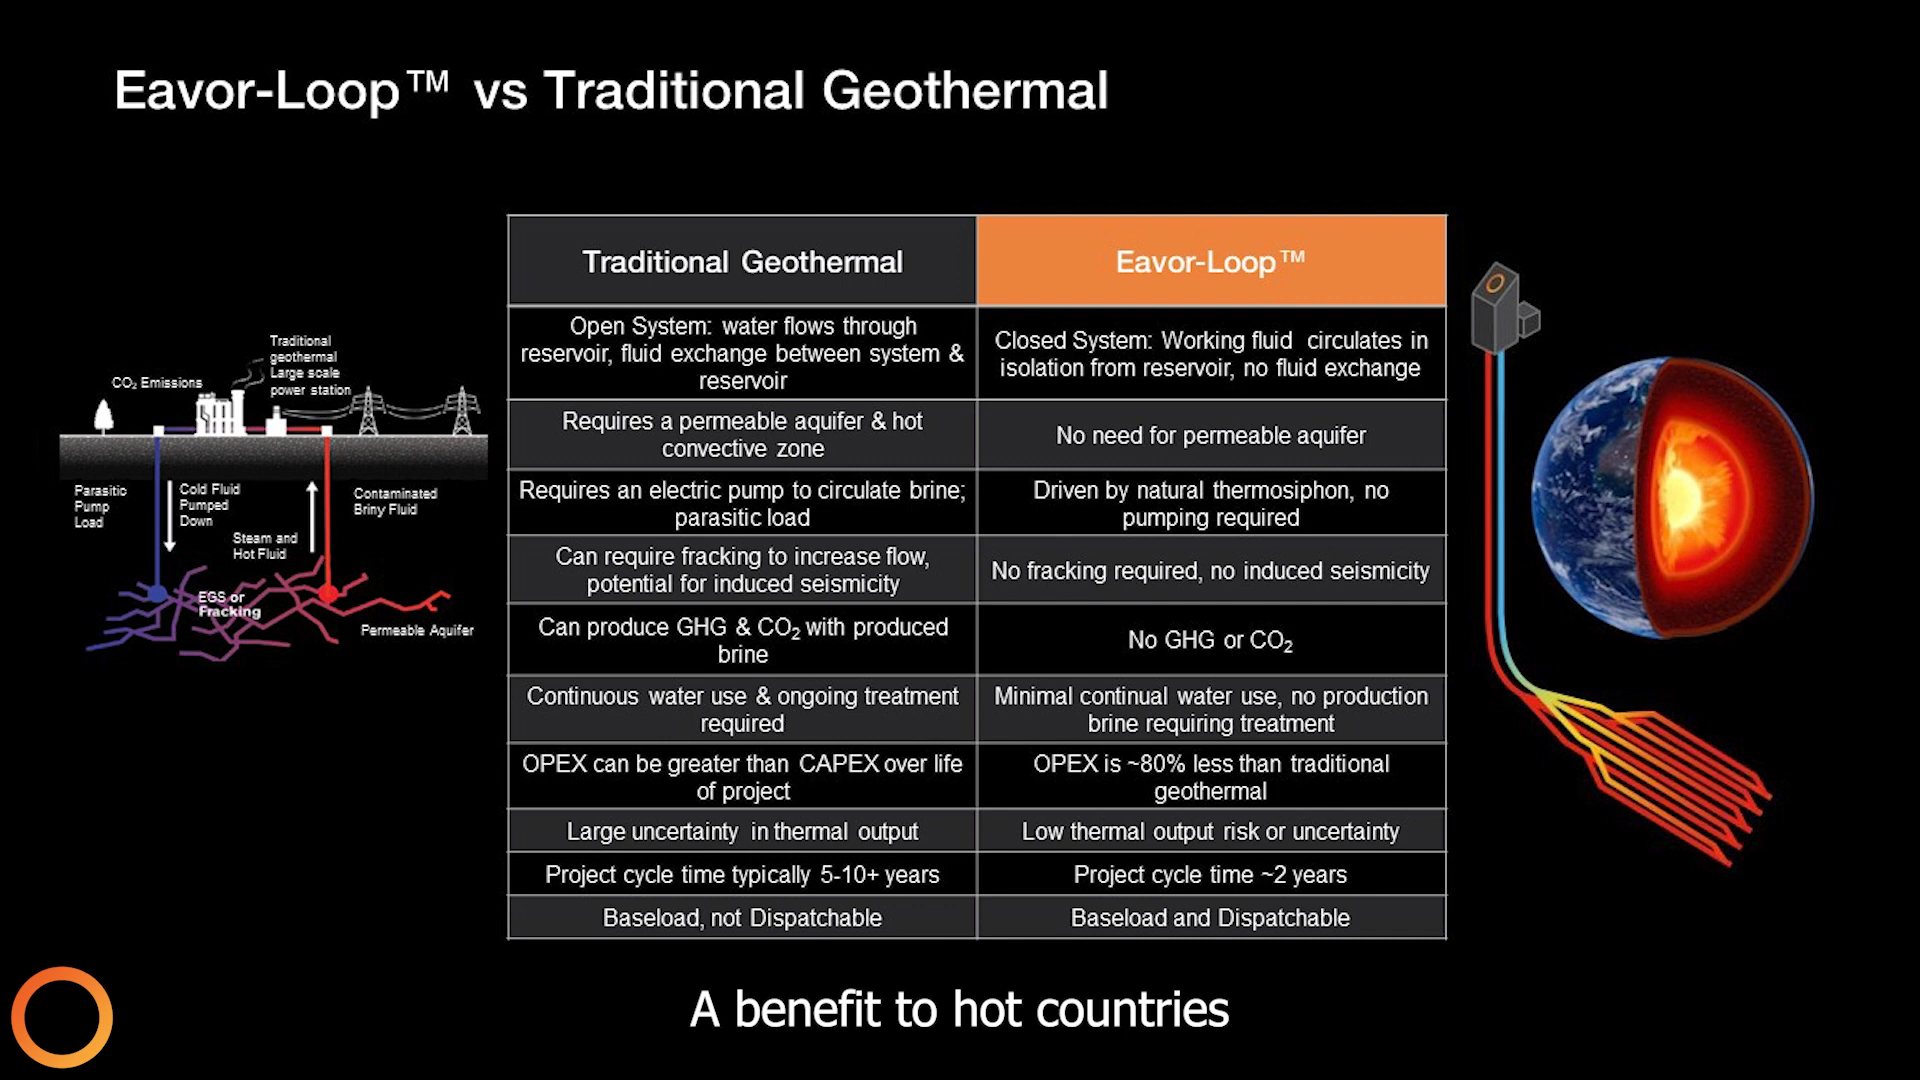 Eavor-Loop™ vs Traditional Geothermal
Traditional
geothermal
Large scale
power station
CO₂ Emissions
Parasitic
Pump
Load
Cold Fluid
Pumped
Down
Steam and
Hot Fluid
Contaminated
Briny Fluid
EGS or
Fracking
Permeable Aquifer
Traditional Geothermal
Eavor-Loop™
Open System: water flows through
reservoir, fluid exchange between system &
reservoir
Closed System: Working fluid circulates in
isolation from reservoir, no fluid exchange
Requires a permeable aquifer & hot
convective zone
No need for permeable aquifer
Requires an electric pump to circulate brine;
parasitic load
Driven by natural thermosiphon, no
pumping required
Can require fracking to increase flow,
potential for induced seismicity
No fracking required, no induced seismicity
Can produce GHG & CO₂ with produced
brine
No GHG or CO₂
Continuous water use & ongoing treatment
required
Minimal continual water use, no production
brine requiring treatment
OPEX can be greater than CAPEX over life
of project
OPEX is ~80% less than traditional
geothermal
Large uncertainty in thermal output
Low thermal output risk or uncertainty
Project cycle time typically 5-10+ years
Project cycle time ~2 years
Baseload, not Dispatchable
Baseload and Dispatchable
A benefit to hot countries